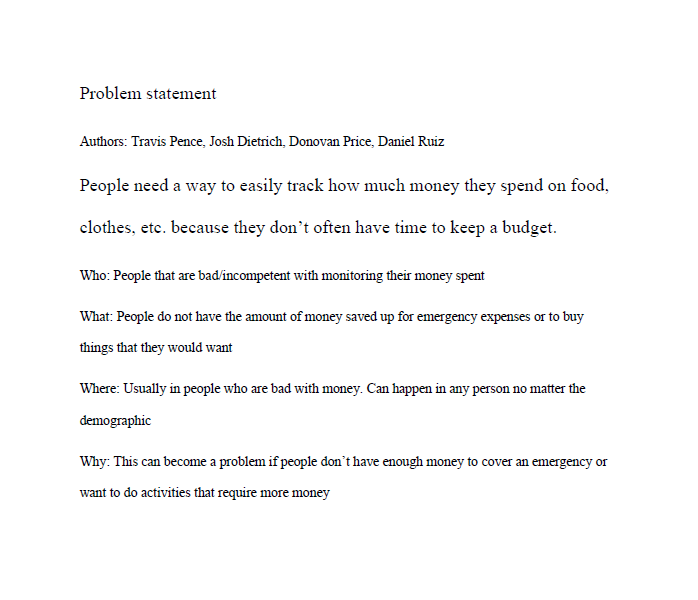 Problem statement
Authors: Travis Pence, Josh Dietrich, Donovan Price, Daniel Ruiz
People need a way to easily track how much money they spend on food,
clothes, etc. because they don’t often have time to keep a budget.
Who: People that are bad/incompetent with monitoring their money spent
What: People do not have the amount of money saved up for emergency expenses or to buy
things that they would want
Where: Usually in people who are bad with money. Can happen in any person no matter the
demographic
Why: This can become a problem if people don’t have enough money to cover an emergency or
want to do activities that require more money